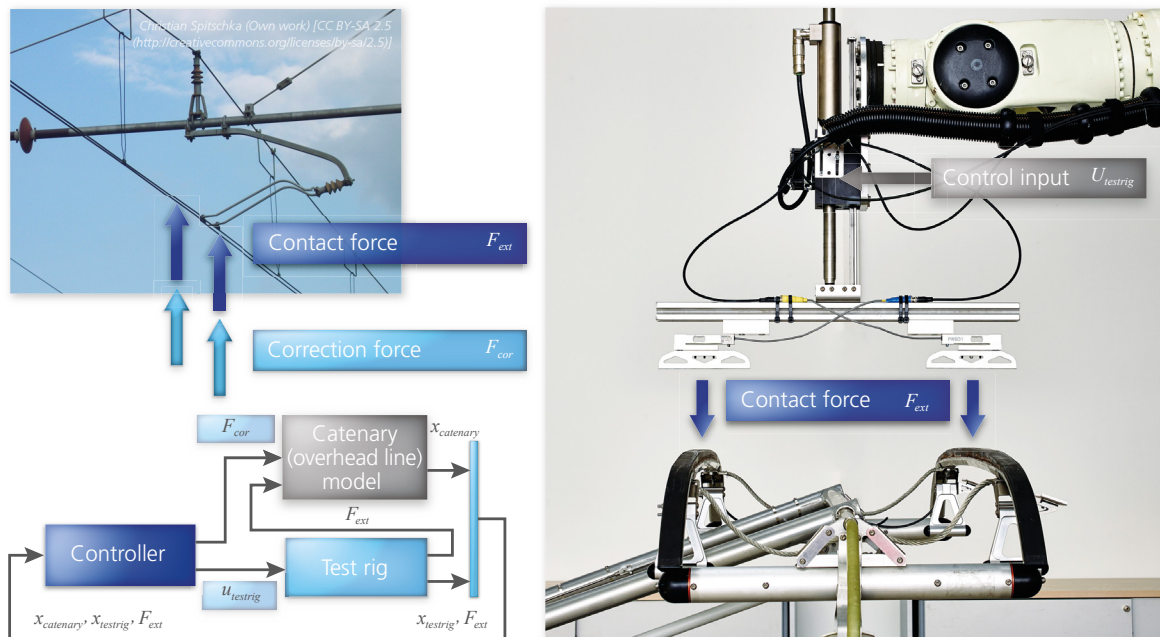 Christian Spitschka (Own work) [CC BY-SA 2.5
(http://creativecommons.org/licenses/by-sa/2.5)]
Contact force F_ext
Correction force F_cor
F_cor
Catenary
(overhead line)
model
x_catenary
F_ext
Controller
Test rig
u_testrig
x_catenary, x_testrig, F_ext
x_testrig, F_ext
Control input U_testrig
Contact force F_ext